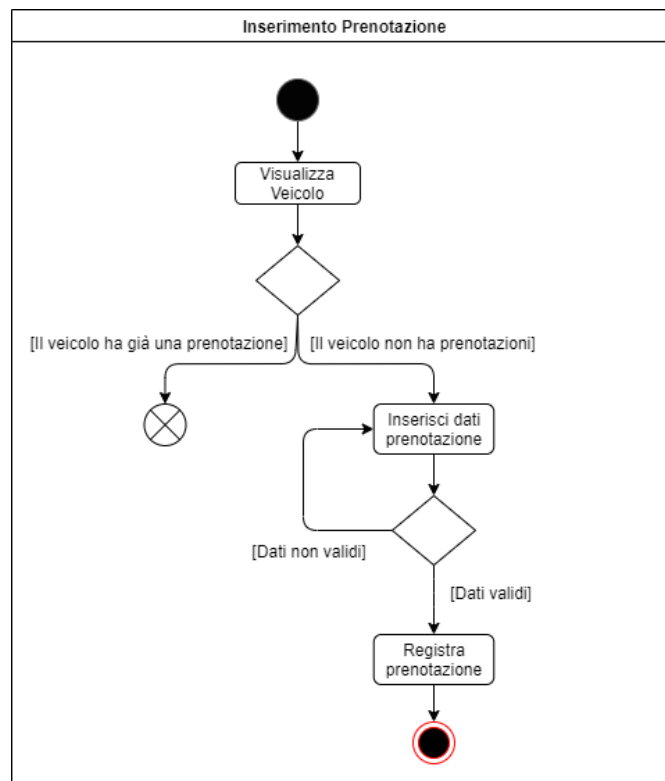 Inserimento Prenotazione
Visualizza
Veicolo
[Il veicolo ha già una prenotazione]
[Il veicolo non ha prenotazioni]
Inserisci dati
prenotazione
[Dati non validi]
[Dati validi]
Registra
prenotazione